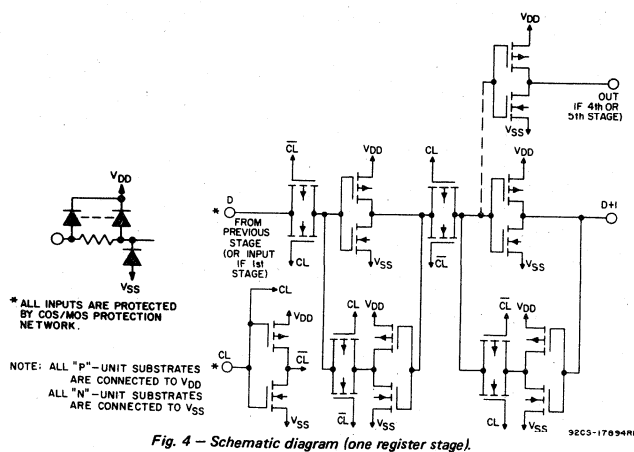 VDD
OUT
(IF 4th OR
5th STAGE)
VSS
CL
VDD
CL
VDD
VDD
* D
D+1
FROM
PREVIOUS
STAGE
(OR INPUT
IF 1st
STAGE)
CL
VSS
CL
VSS
VSS
* ALL INPUTS ARE PROTECTED
BY COS/MOS PROTECTION
NETWORK.
CL
VDD
CL
VDD
CL
VDD
* CL
CL
NOTE: ALL "P"-UNIT SUBSTRATES
ARE CONNECTED TO VDD
ALL "N"-UNIT SUBSTRATES
ARE CONNECTED TO VSS
VSS
CL
VSS
CL
VSS
92CS-17894RI
Fig. 4 — Schematic diagram (one register stage).